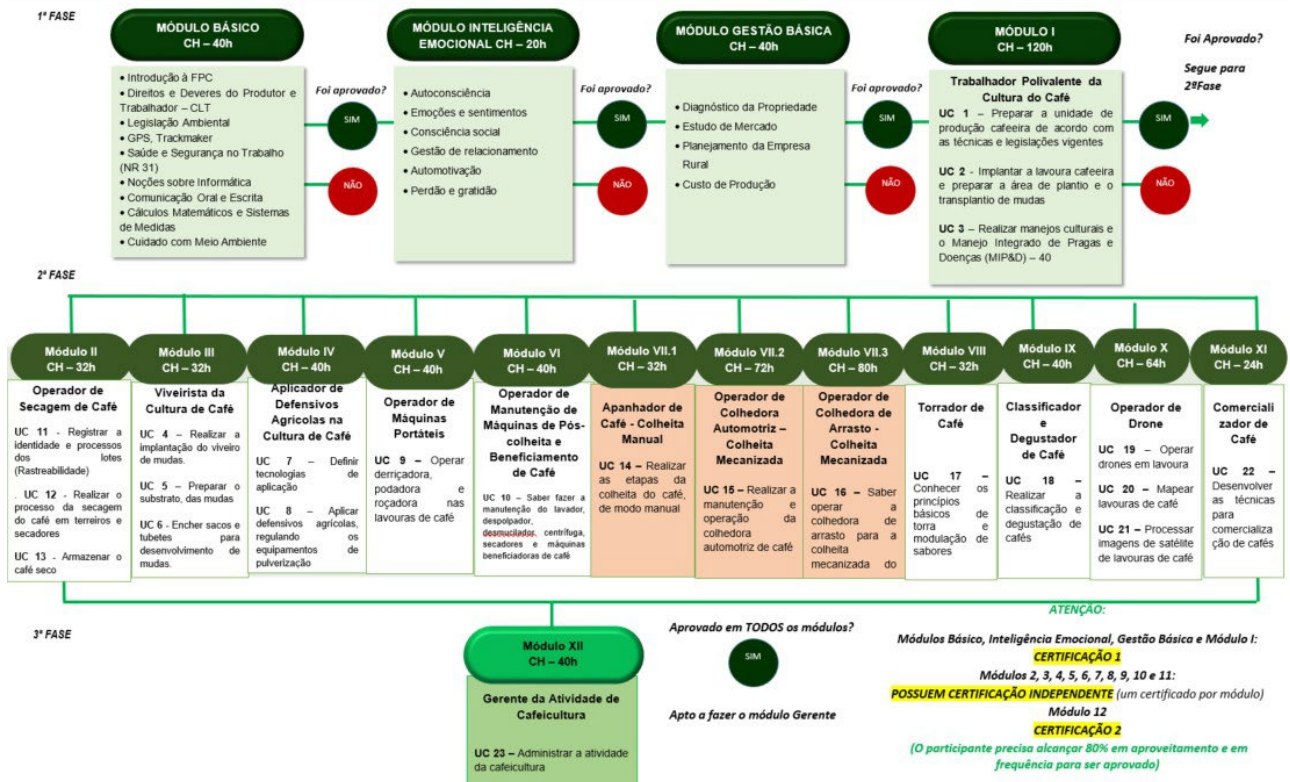 1ª FASE
MÓDULO BÁSICO
CH – 40h
• Introdução à FPC
• Direitos e Deveres do Produtor e
Trabalhador – CLT
• Legislação Ambiental
• GPS, Trackmaker
• Saúde e Segurança no Trabalho
(NR 31)
• Noções sobre Informática
• Comunicação Oral e Escrita
• Cálculos Matemáticos e Sistemas
de Medidas
• Cuidado com Meio Ambiente
Foi aprovado?
SIM
NÃO
MÓDULO INTELIGÊNCIA
EMOCIONAL CH – 20h
• Autoconsciência
• Emoções e sentimentos
• Consciência social
• Gestão de relacionamento
• Automotivação
• Perdão e gratidão
Foi aprovado?
SIM
NÃO
MÓDULO GESTÃO BÁSICA
CH – 40h
• Diagnóstico da Propriedade
• Estudo de Mercado
• Planejamento da Empresa
Rural
• Custo de Produção
Foi aprovado?
SIM
NÃO
MÓDULO I
CH – 120h
Trabalhador Polivalente da
Cultura do Café
UC 1 – Preparar a unidade de
produção cafeeira de acordo com
as técnicas e legislações vigentes
UC 2 - Implantar a lavoura cafeeira
e preparar a área de plantio e o
transplantio de mudas
UC 3 – Realizar manejos culturais e
o Manejo Integrado de Pragas e
Doenças (MIP&D) – 40
Foi Aprovado?
Segue para
2ªFase
SIM
NÃO
2ª FASE
Módulo II
CH – 32h
Operador de
Secagem de Café
UC 11 - Registrar a
identidade e processos
dos lotes
(Rastreabilidade)
. UC 12 - Realizar o
processo da secagem
do café em terreiros e
secadores
UC 13 - Armazenar o
café seco
Módulo III
CH – 32h
Viveirista da
Cultura de Café
UC 4 – Realizar a
implantação do viveiro
de mudas.
UC 5 – Preparar o
substrato, das mudas
UC 6 - Encher sacos e
tubetes para
desenvolvimento de
mudas.
Módulo IV
CH – 40h
Aplicador de
Defensivos
Agrícolas na
Cultura de Café
UC 7 – Definir
tecnologias de
aplicação
UC 8 – Aplicar
defensivos agrícolas,
regulando os
equipamentos de
pulverização
Módulo V
CH – 40h
Operador de
Máquinas
Portáteis
UC 9 – Operar
derriçadora,
podadora e
roçadora nas
lavouras de café
Módulo VI
CH – 40h
Operador de
Manutenção de
Máquinas de Pós-
colheita e
Beneficiamento
de Café
UC 10 – Saber fazer a
manutenção do lavador,
despolpador,
desmucilador, centrífuga,
secadores e máquinas
beneficiadoras de café
Módulo VII.1
CH – 32h
Apanhador de
Café - Colheita
Manual
UC 14 – Realizar
as etapas da
colheita do café,
de modo manual
Módulo VII.2
CH – 72h
Operador de
Colhedora
Automotriz –
Colheita
Mecanizada
UC 15 – Realizar a
manutenção e
operação da
colhedora
automotriz de café
Módulo VII.3
CH – 80h
Operador de
Colhedora de
Arrasto -
Colheita
Mecanizada
UC 16 – Saber
operar a
colhedora de
arrasto para a
colheita
mecanizada do
Módulo VIII
CH – 32h
Torrador de
Café
UC 17 –
Conhecer os
princípios
básicos de
torra e
modulação de
sabores
Módulo IX
CH – 40h
Classificador
e
Degustador
de Café
UC 18 –
Realizar a
classificação e
degustação de
cafés
Módulo X
CH – 64h
Operador de
Drone
UC 19 – Operar
drones em lavoura
UC 20 – Mapear
lavouras de café
UC 21 – Processar
imagens de satélite
de lavouras de café
Módulo XI
CH – 24h
Comerciali
zador de
Café
UC 22 –
Desenvolver
as técnicas
para
comercializa
ção de cafés
3ª FASE
Módulo XII
CH – 40h
Gerente da Atividade de
Cafeicultura
UC 23 – Administrar a atividade
da cafeicultura
Aprovado em TODOS os módulos?
SIM
Apto a fazer o módulo Gerente
ATENÇÃO:
Módulos Básico, Inteligência Emocional, Gestão Básica e Módulo I:
CERTIFICAÇÃO 1
Módulos 2, 3, 4, 5, 6, 7, 8, 9, 10 e 11:
POSSUEM CERTIFICAÇÃO INDEPENDENTE (um certificado por módulo)
Módulo 12
CERTIFICAÇÃO 2
(O participante precisa alcançar 80% em aproveitamento e em
frequência para ser aprovado)